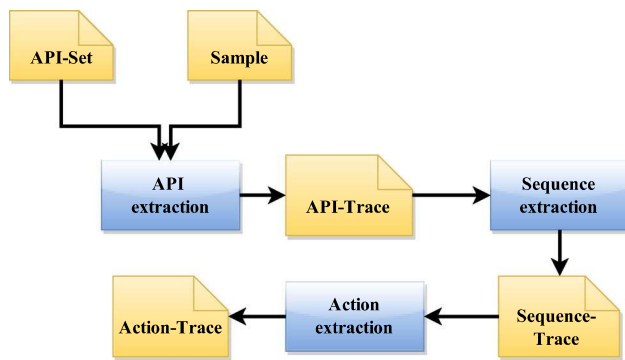 API-Set
Sample
API
extraction
API-Trace
Sequence
extraction
Action-Trace
Action
extraction
Sequence-
Trace